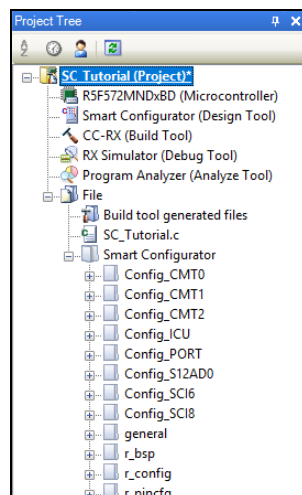 Project Tree
SC_Tutorial (Project)*
R5F572MNDxBD (Microcontroller)
Smart Configurator (Design Tool)
CC-RX (Build Tool)
RX Simulator (Debug Tool)
Program Analyzer (Analyze Tool)
File
Build tool generated files
SC_Tutorial.c
Smart Configurator
Config_CMT0
Config_CMT1
Config_CMT2
Config_ICU
Config_PORT
Config_S12AD0
Config_SCI6
Config_SCI8
general
r_bsp
r_config
r_pincfg